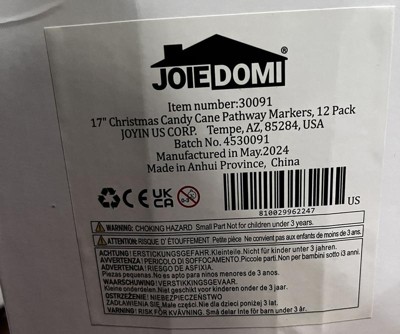 JOIEDOMI®
Item number:30091
17" Christmas Candy Cane Pathway Markers, 12 Pack
JOYIN US CORP. Tempe, AZ, 85284, USA
Batch No. 4530091
Manufactured in May.2024
Made in Anhui Province, China
CE UK CA
810029962247 US
WARNING: CHOKING HAZARD Small Part Not for children under 3 years.
ATTENTION: RISQUE D' ETOUFFEMENT Petite pièce Ne convient pas aux enfants de moins de 3 ans.
ACHTUNG! ERSTICKUNGSGEFAHR.Kleinteile.Nicht für kinder unter 3 jahren.
AVVERTENZA! PERICOLO DI SOFFOCAMENTO.Piccole parti.Non per bambini sotto i3 anni
ADVERTENCIA! RIESGO DE ASFIXIA.
Piezas pequenas.No es apto para ninos menores de 3 anos.
WAARSCHUWING! VERSTIKKINGSGEVAAR.
Kleine onderdelen.Niet geschikt voor kinderen onder 3 jaar.
OSTRZEŻENIE! NIEBEZPIECZEŃSTWO
ZADŁAWIENIA SIE Małe części. Nie dla dzieci poniżej 3 lat.
VARNING! RISK FÖR KVÄVNING. Små delar Inte för barn under 3 år.